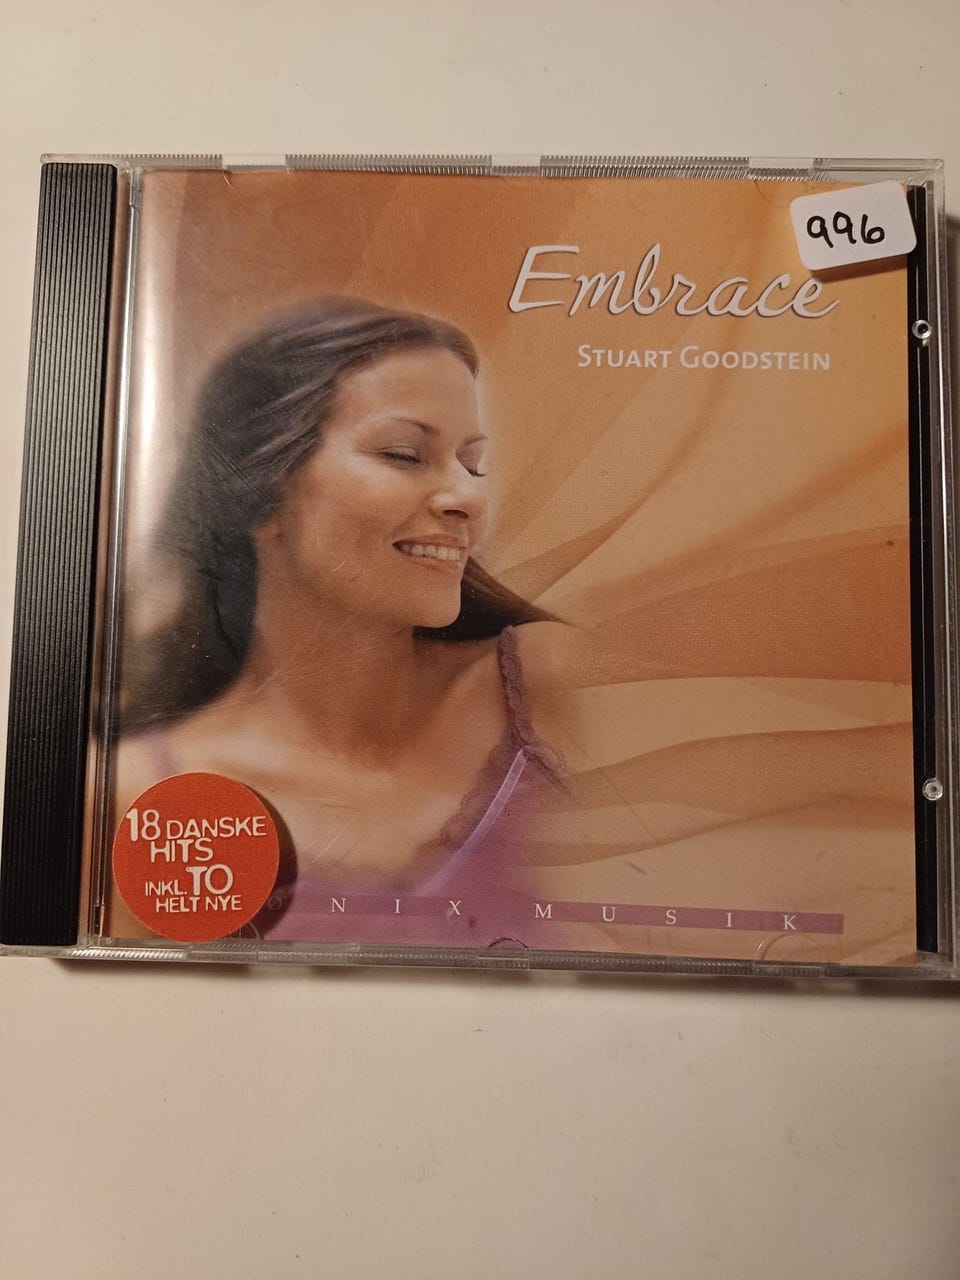 996
Embrace
STUART GOODSTEIN
18 DANSKE
HITS
INKL. TO
HELT NYE
NIX MUSIK